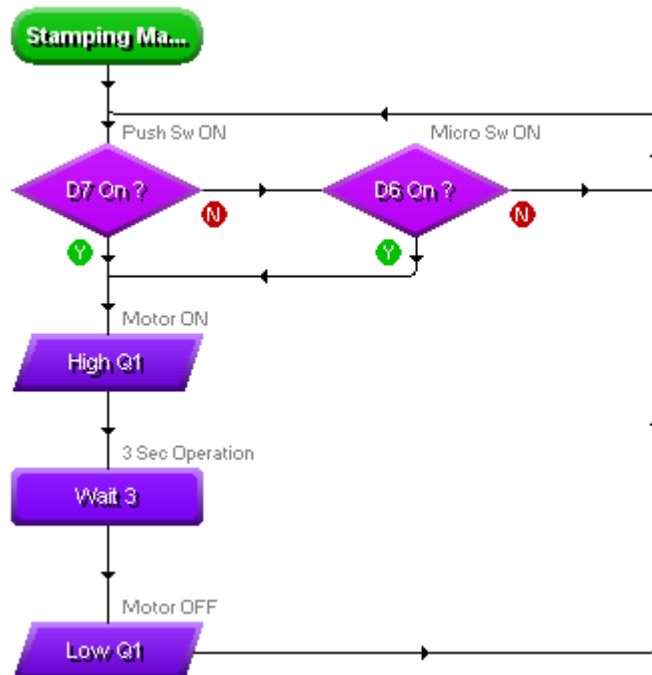 Stamping Ma...
Push Sw ON
Micro Sw ON
D7 On ?
D6 On ?
N
N
Y
Y
Motor ON
High Q1
3 Sec Operation
Wait 3
Motor OFF
Low Q1